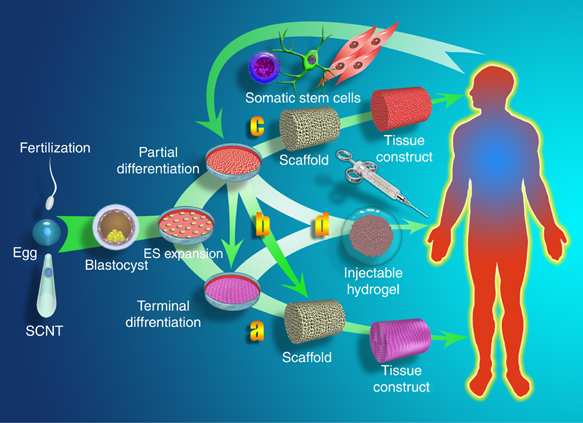 Somatic stem cells
c
Fertilization
Partial
differentiation
Scaffold
Tissue
construct
Egg
Blastocyst
ES expansion
b
d
Injectable
hydrogel
SCNT
Terminal
diffrentiation
a
Scaffold
Tissue
construct